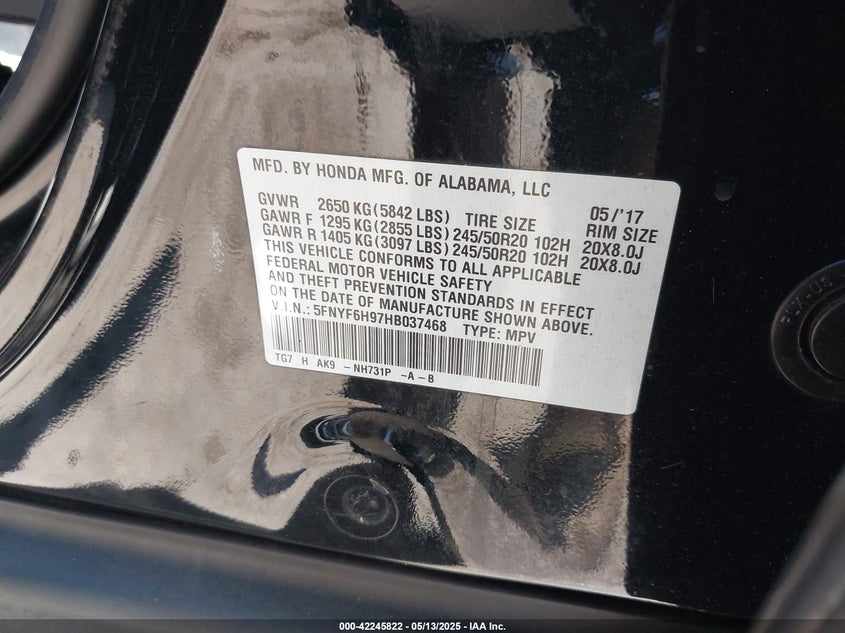 MFD. BY HONDA MFG. OF ALABAMA, LLC
GVWR 2650 KG(5842 LBS) TIRE SIZE 05/'17 RIM SIZE
GAWR F 1295 KG(2855 LBS)245/50R20 102H 20X8.0J
GAWR R 1405 KG(3097 LBS)245/50R20 102H 20X8.0J
THIS VEHICLE CONFORMS TO ALL APPLICABLE
FEDERAL MOTOR VEHICLE SAFETY
AND THEFT PREVENTION STANDARDS IN EFFECT
ON THE DATE OF MANUFACTURE SHOWN ABOVE.
V.I.N.: 5FNYF6H97HB037468 TYPE: MPV
TG7 H AK9 -NH731P -A-B
000-42245822 - 05/13/2025 - IAA Inc.